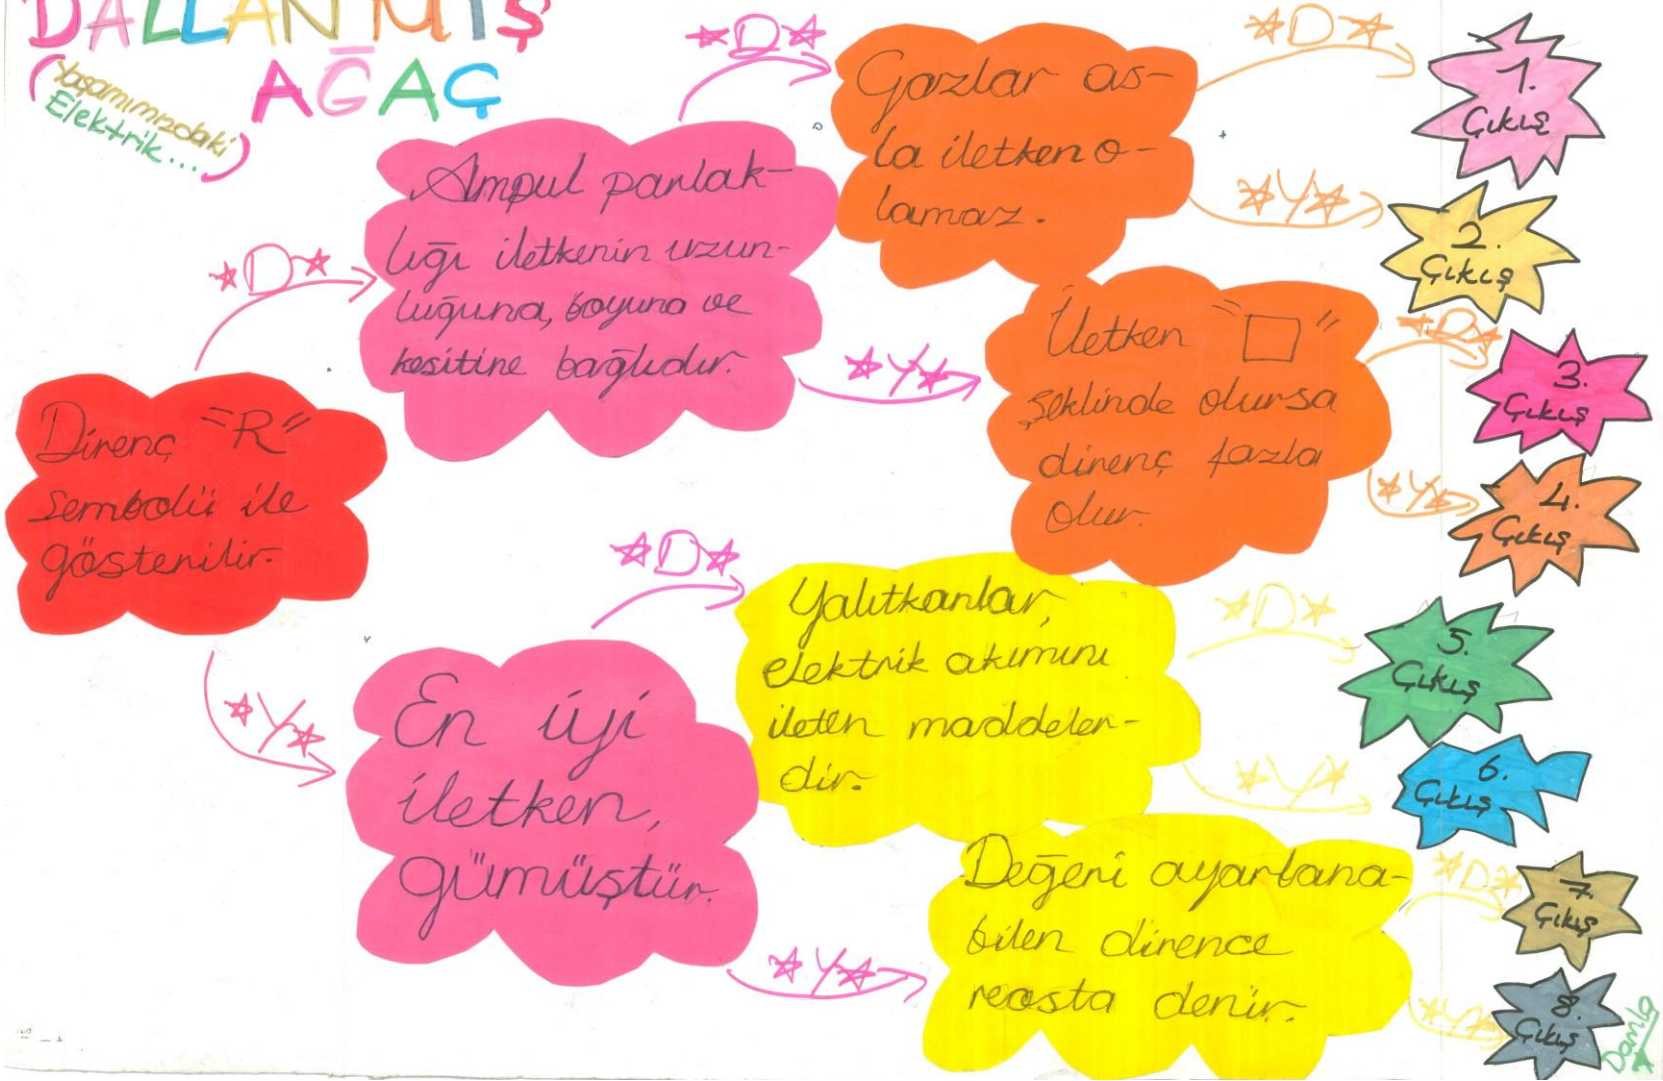 DALLANMIŞ
AĞAÇ
(Yaşamımızdaki
Elektrik...)
Direnç "R"
sembolü ile
gösterilir.
D
Y
Ampul parlak-
lığı iletkenin uzun-
luğuna, boyuna ve
kesitine bağlıdır.
D
Y
En iyi
iletken,
gümüştür.
D
Y
Gazlar as-
la iletken o-
lamaz.
D
Y
İletken "□"
şeklinde olursa
direnç fazla
olur.
D
Y
Yalıtkanlar,
elektrik akımını
ileten maddeler-
dir.
D
Y
Değeri ayarlana-
bilen dirence
reosta denir.
D
Y
1.
Çıkış
2.
Çıkış
3.
Çıkış
4.
Çıkış
5.
Çıkış
6.
Çıkış
7.
Çıkış
8.
Çıkış
Damla